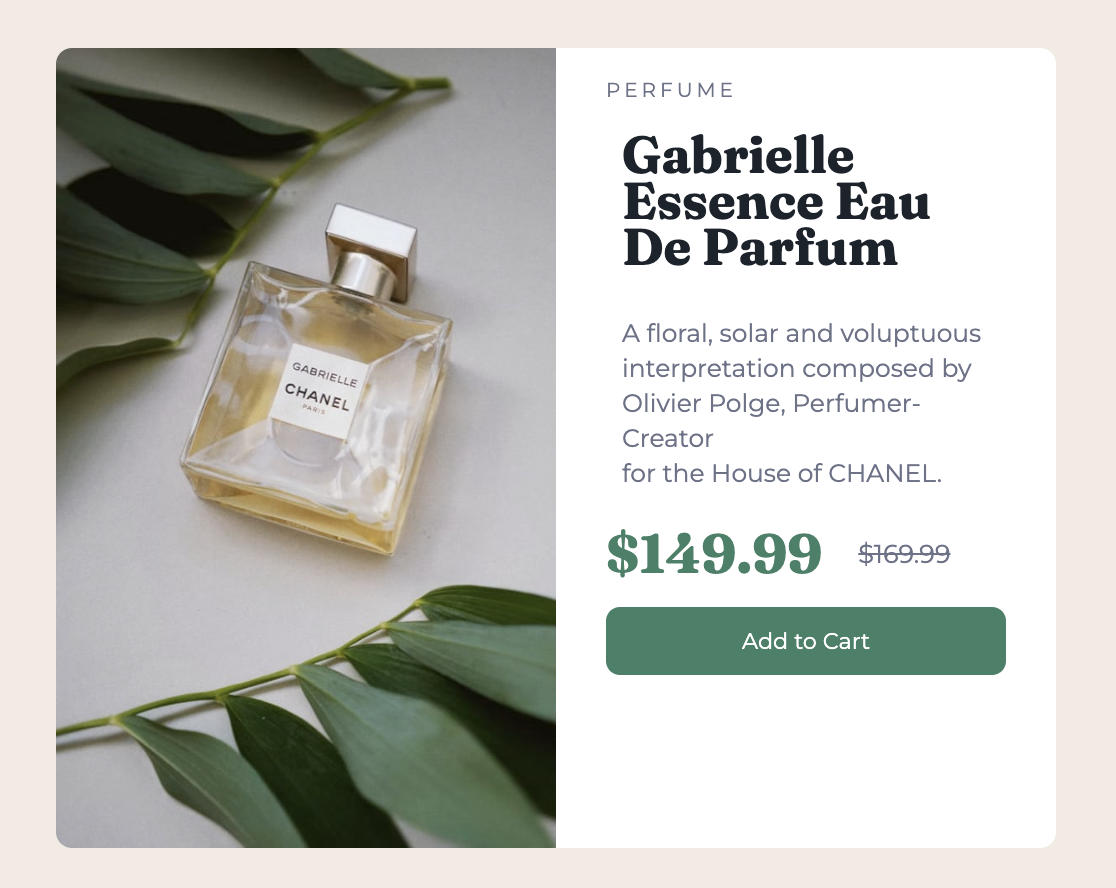 GABRIELLE
CHANEL
PARIS
PERFUME
Gabrielle
Essence Eau
De Parfum
A floral, solar and voluptuous
interpretation composed by
Olivier Polge, Perfumer-
Creator
for the House of CHANEL.
$149.99 $169.99
Add to Cart